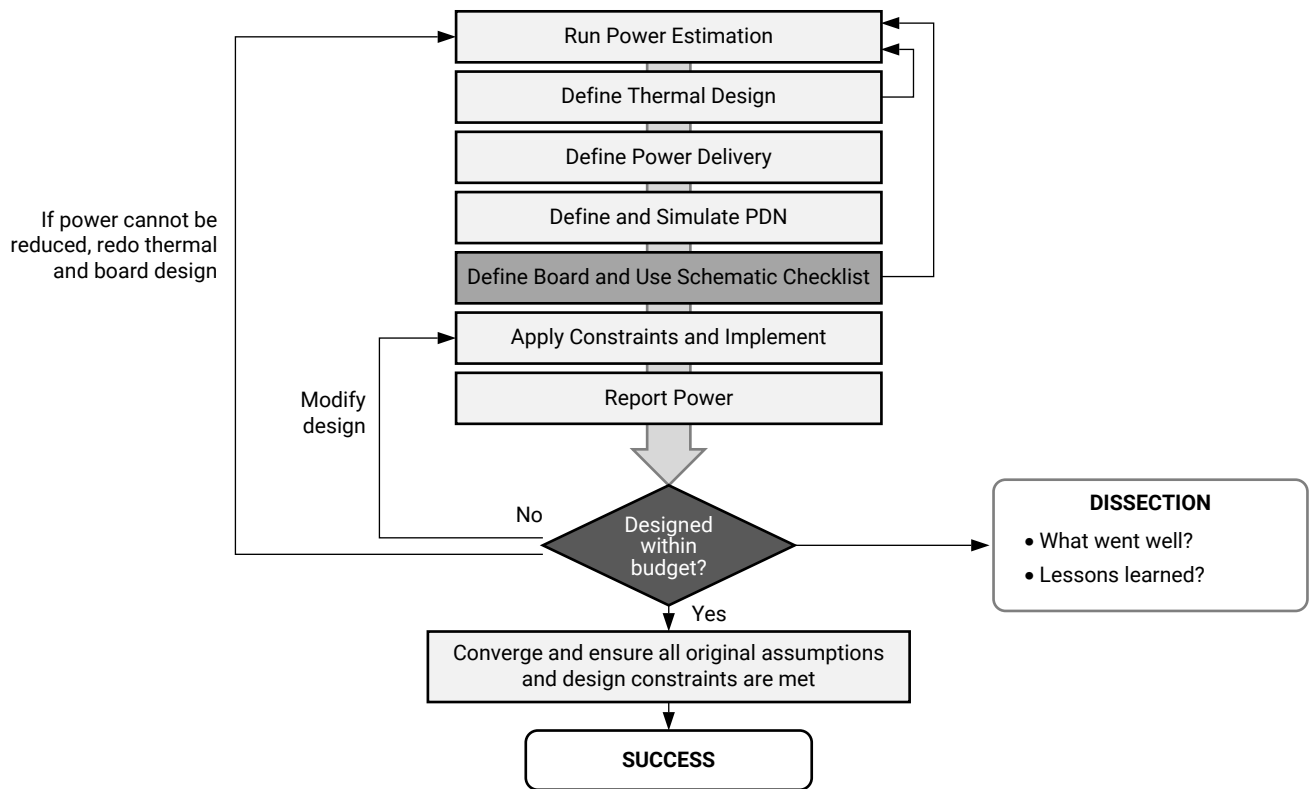 Run Power Estimation
Define Thermal Design
Define Power Delivery
Define and Simulate PDN
Define Board and Use Schematic Checklist
Apply Constraints and Implement
Report Power
If power cannot be
reduced, redo thermal
and board design
Modify
design
No
Designed
within
budget?
Yes
DISSECTION
• What went well?
• Lessons learned?
Converge and ensure all original assumptions
and design constraints are met
SUCCESS